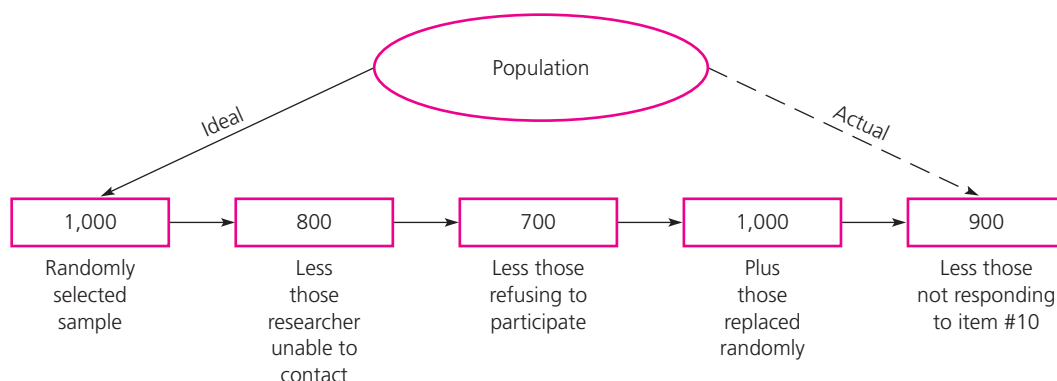 Population
Ideal
Actual
1,000
800
700
1,000
900
Randomly
selected
sample
Less
those
researcher
unable to
contact
Less those
refusing to
participate
Plus
those
replaced
randomly
Less those
not responding
to item #10